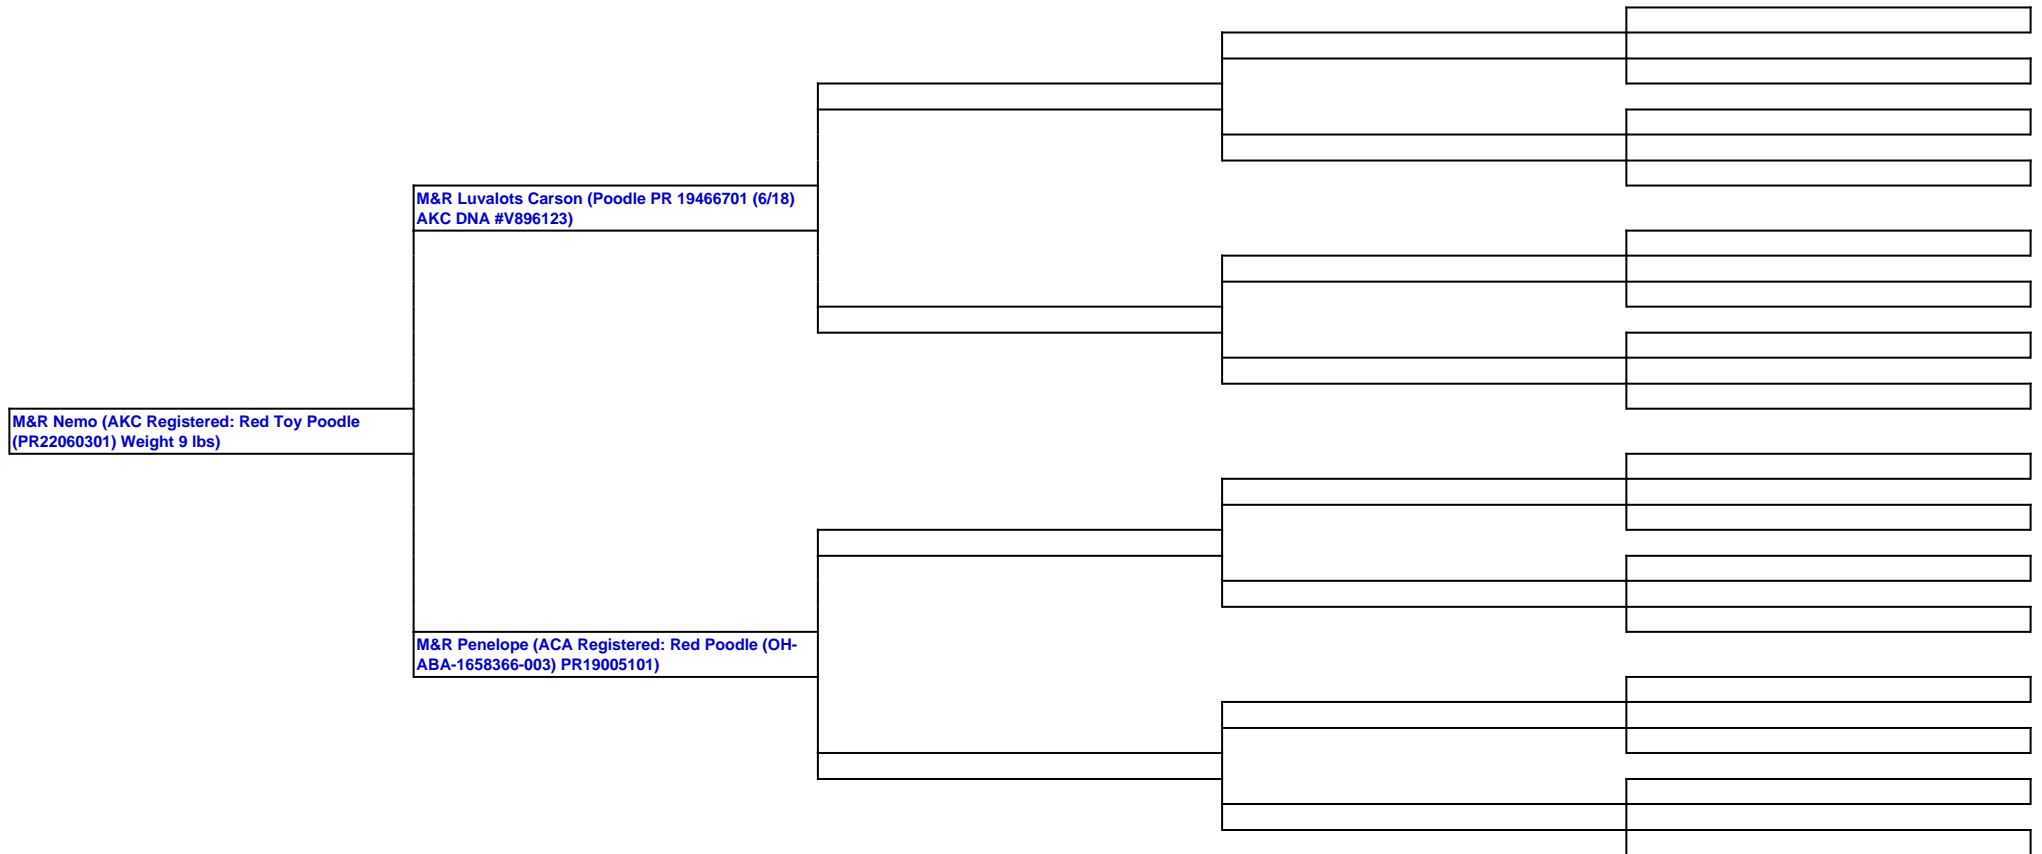 M&R Luvalots Carson (Poodle PR 19466701 (6/18)
AKC DNA #V896123)
M&R Nemo (AKC Registered: Red Toy Poodle
(PR22060301) Weight 9 lbs)
M&R Penelope (ACA Registered: Red Poodle (OH-
ABA-1658366-003) PR19005101)